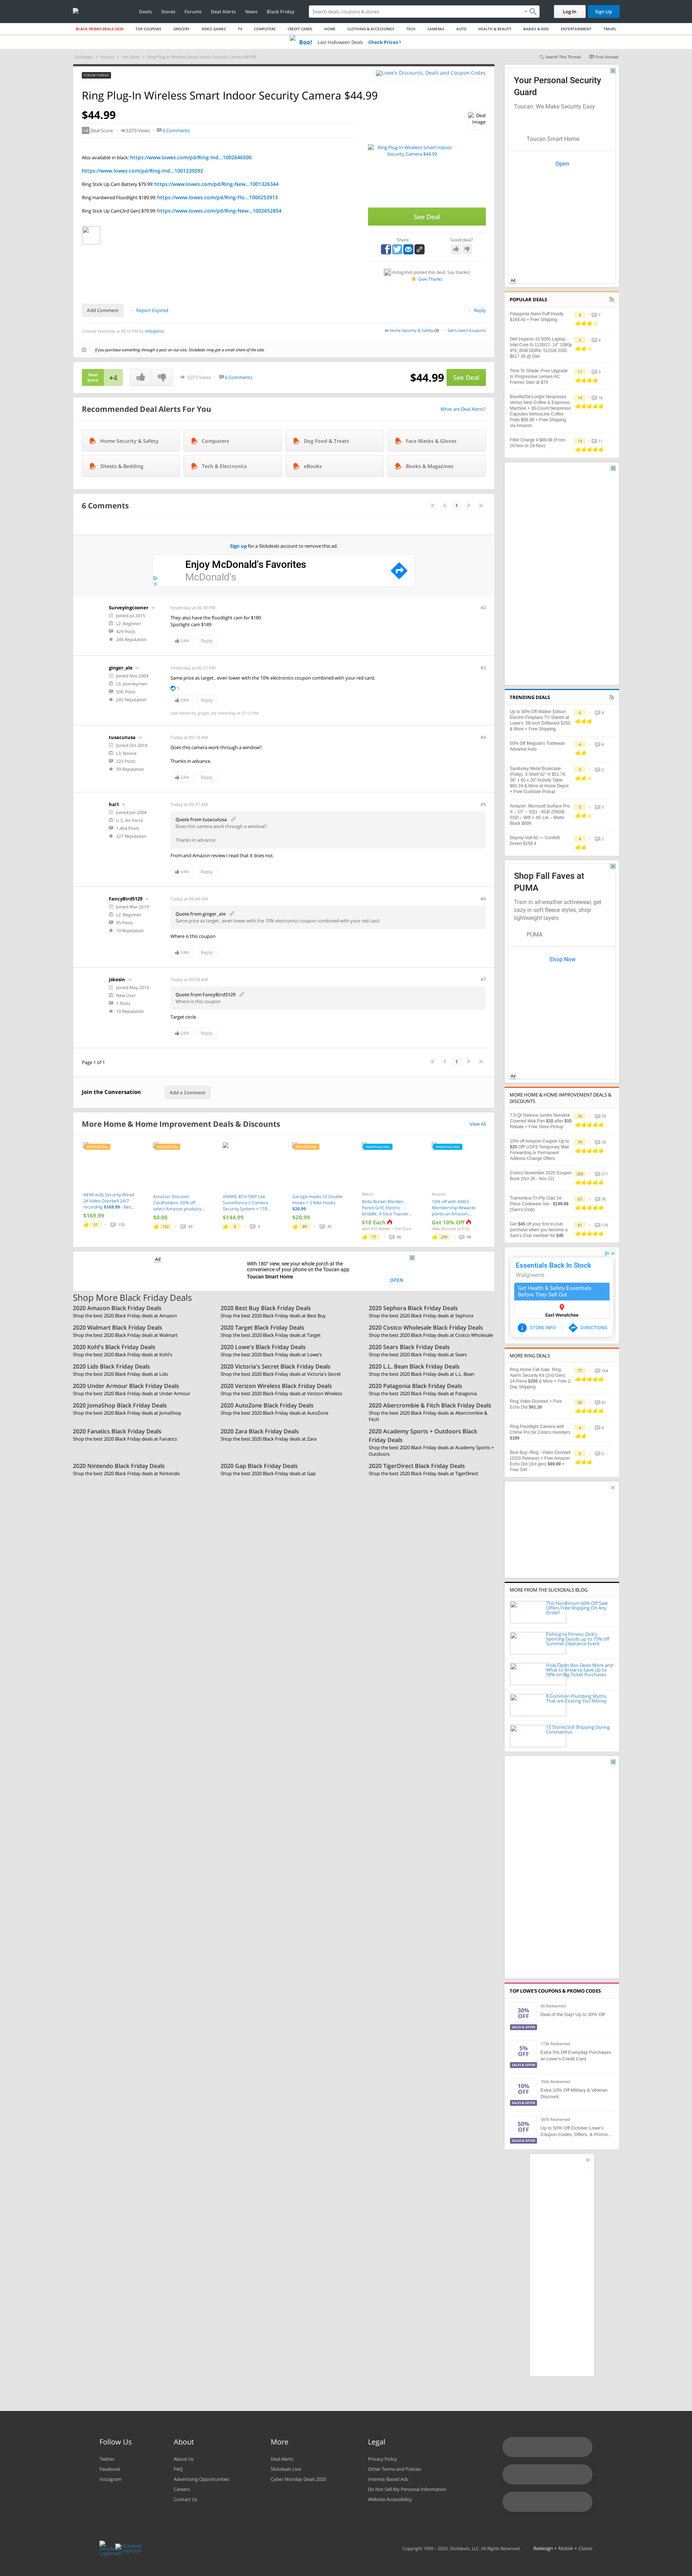 Deals
Stores
Forums
Deal Alerts
News
Black Friday
Search deals, coupons & stores
Log In
Sign Up
BLACK FRIDAY DEALS 2020
TOP COUPONS
GROCERY
VIDEO GAMES
TV
COMPUTERS
CREDIT CARDS
HOME
CLOTHING & ACCESSORIES
TECH
CAMERAS
AUTO
HEALTH & BEAUTY
BABIES & KIDS
ENTERTAINMENT
TRAVEL
Boo!
Last Halloween Deals
Check Prices
Slickdeals
Forums
Hot Deals
Ring Plug-In Wireless Smart Indoor Security Camera $44.99
Search This Thread
Print Unread
FORUM THREAD
Lowe's Discounts, Deals and Coupon Codes
Ring Plug-In Wireless Smart Indoor Security Camera $44.99
$44.99
+4 Deal Score
3,073 Views
6 Comments
Deal Image
Also available in black: https://www.lowes.com/pd/Ring-Ind...1002646500
https://www.lowes.com/pd/Ring-Ind...1001239292
Ring Stick Up Cam Battery $79.99: https://www.lowes.com/pd/Ring-New...1001326344
Ring Hardwired Floodlight $189.99: https://www.lowes.com/pd/Ring-Flo...1000253913
Ring Stick Up Cam(3rd Gen) $79.99: https://www.lowes.com/pd/Ring-New...1002652854
Ring Plug-In Wireless Smart Indoor Security Camera $44.99
See Deal
Share
Good deal?
mrbigshot posted this deal. Say thanks!
Give Thanks
Add Comment
Report Expired
Reply
Created Yesterday at 06:16 PM by mrbigshot
in Home Security & Safety (3)
Get Lowe's Coupons
If you purchase something through a post on our site, Slickdeals may get a small share of the sale.
Deal Score
+4
3,073 Views
6 Comments
$44.99
See Deal
Recommended Deal Alerts For You
What are Deal Alerts?
Home Security & Safety
Computers
Dog Food & Treats
Face Masks & Gloves
Sheets & Bedding
Tech & Electronics
eBooks
Books & Magazines
6 Comments
1
Sign up for a Slickdeals account to remove this ad.
Enjoy McDonald's Favorites
McDonald's
Surveyingcooner
Joined Jul 2015
L2: Beginner
429 Posts
246 Reputation
Yesterday at 06:30 PM
#2
They also have the floodlight cam for $189
Spotlight cam $149
Like
Reply
ginger_ale
Joined Nov 2009
L5: Journeyman
506 Posts
242 Reputation
Yesterday at 06:37 PM
#3
Same price as target.. even lower with the 10% electronics coupon combined with your red card.
1
Like
Reply
Last edited by ginger_ale Yesterday at 07:12 PM.
tusacutusa
Joined Oct 2018
L3: Novice
223 Posts
39 Reputation
Today at 09:16 AM
#4
Does this camera work through a window?.
Thanks in advance.
Like
Reply
hai1
Joined Jun 2004
U.S. Air Force
1,464 Posts
327 Reputation
Today at 09:37 AM
#5
Quote from tusacutusa
Does this camera work through a window?.
Thanks in advance.
From and Amazon review I read that it does not.
Like
Reply
FancyBird5129
Joined Mar 2019
L2: Beginner
95 Posts
10 Reputation
Today at 09:44 AM
#6
Quote from ginger_ale
Same price as target.. even lower with the 10% electronics coupon combined with your red card.
Where is this coupon
Like
Reply
jskosin
Joined May 2016
New User
1 Posts
10 Reputation
Today at 09:58 AM
#7
Quote from FancyBird5129
Where is this coupon
Target circle
Like
Reply
Page 1 of 1
1
Join the Conversation
Add a Comment
More Home & Home Improvement Deals & Discounts
View All
NEW! eufy Security Wired 2K Video Doorbell 24/7 recording $169.99 - Bes...
$169.99
Amazon Discover Cardholders: 20% off select Amazon products...
$0.00
ANNKE 8CH 5MP Lite Surveillance 2 Camera Security System + 1TB...
$144.99
Garage Hooks,10 Double Hooks + 2 Bike Hooks $20.99
$20.99
Macy's
Bella Rocket Blender, Panini Grill, Electric Griddle, 4-Slice Toaster...
$10 Each
Amazon
10% off with AMEX Membership Rewards points on Amazon...
Get 10% Off
Ad
With 180° view, see your whole porch at the convenience of your phone on the Toucan app.
Toucan Smart Home
OPEN
Shop More Black Friday Deals
2020 Amazon Black Friday Deals
Shop the best 2020 Black Friday deals at Amazon
2020 Best Buy Black Friday Deals
Shop the best 2020 Black Friday deals at Best Buy
2020 Sephora Black Friday Deals
Shop the best 2020 Black Friday deals at Sephora
2020 Walmart Black Friday Deals
Shop the best 2020 Black Friday deals at Walmart
2020 Target Black Friday Deals
Shop the best 2020 Black Friday deals at Target
2020 Costco Wholesale Black Friday Deals
Shop the best 2020 Black Friday deals at Costco Wholesale
2020 Kohl's Black Friday Deals
Shop the best 2020 Black Friday deals at Kohl's
2020 Lowe's Black Friday Deals
Shop the best 2020 Black Friday deals at Lowe's
2020 Sears Black Friday Deals
Shop the best 2020 Black Friday deals at Sears
2020 Lids Black Friday Deals
Shop the best 2020 Black Friday deals at Lids
2020 Victoria's Secret Black Friday Deals
Shop the best 2020 Black Friday deals at Victoria's Secret
2020 L.L. Bean Black Friday Deals
Shop the best 2020 Black Friday deals at L.L. Bean
2020 Under Armour Black Friday Deals
Shop the best 2020 Black Friday deals at Under Armour
2020 Verizon Wireless Black Friday Deals
Shop the best 2020 Black Friday deals at Verizon Wireless
2020 Patagonia Black Friday Deals
Shop the best 2020 Black Friday deals at Patagonia
2020 JomaShop Black Friday Deals
Shop the best 2020 Black Friday deals at JomaShop
2020 AutoZone Black Friday Deals
Shop the best 2020 Black Friday deals at AutoZone
2020 Abercrombie & Fitch Black Friday Deals
Shop the best 2020 Black Friday deals at Abercrombie & Fitch
2020 Fanatics Black Friday Deals
Shop the best 2020 Black Friday deals at Fanatics
2020 Zara Black Friday Deals
Shop the best 2020 Black Friday deals at Zara
2020 Academy Sports + Outdoors Black Friday Deals
Shop the best 2020 Black Friday deals at Academy Sports + Outdoors
2020 Nintendo Black Friday Deals
Shop the best 2020 Black Friday deals at Nintendo
2020 Gap Black Friday Deals
Shop the best 2020 Black Friday deals at Gap
2020 TigerDirect Black Friday Deals
Shop the best 2020 Black Friday deals at TigerDirect
Your Personal Security Guard
Toucan: We Make Security Easy
Toucan Smart Home
Open
Ad
POPULAR DEALS
Patagonia Nano Puff Hoody $149.40 + Free Shipping
Dell Inspiron 15 5000 Laptop: Intel Core i5-1135G7, 14" 1080p IPS, 8GB DDR4, 512GB SSD $617.39 @ Dell
Time To Shade: Free Upgrade to Progressive Lenses AC; Frames Start at $79
Breville/De'Longhi Nespresso Vertuo Next Coffee & Espresso Machine + 30-Count Nespresso Capsules VertuoLine Coffee Pods $99.99 + Free Shipping via Amazon
Fitbit Charge 4 $89.88 (From 20-Nov to 29-Nov)
TRENDING DEALS
Up to 36% Off Walker Edison Electric Fireplace TV Stands at Lowe's: 58-Inch Driftwood $250 & More + Free Shipping
50% Off Meguiar's Turfwear Advance Auto
Sandusky Metal Bookcase (Putty): 3-Shelf 42" H $51.74, 36" x 60 x 20" Activity Table $93.24 & More at Home Depot + Free Curbside Pickup
Amazon: Microsoft Surface Pro X – 13" – SQ1 - 8GB 256GB SSD – Wifi + 4G Lte – Matte Black $899
Osprey Volt 60 — Conifeti Green $158.4
Shop Fall Faves at PUMA
Train in all-weather activewear, get cozy in soft fleece styles, shop lightweight layers
PUMA
Shop Now
Ad
MORE HOME & HOME IMPROVEMENT DEALS & DISCOUNTS
7.5-Qt Sedona Jumbo Nonstick Covered Wok Pan $10 after $10 Rebate + Free Store Pickup
10% off Amazon Coupon Up to $20 Off USPS Temporary Mail Forwarding or Permanent Address Change Offers
Costco November 2020 Coupon Book (Oct 28 - Nov 22)
Tramontina Tri-Ply Clad 14-Piece Cookware Set - $199.98 (Sam's Club)
Get $45 off your first in-club purchase when you become a Sam's Club member for $45
Essentials Back In Stock
Walgreens
Get Health & Safety Essentials Before They Sell Out.
East Wenatchee
STORE INFO
DIRECTIONS
MORE RING DEALS
Ring Home Fall Sale: Ring Alarm Security Kit (2nd Gen): 14-Piece $200 & More + Free 2-Day Shipping
Ring Video Doorbell + Free Echo Dot $61.26
Ring Floodlight Camera with Chime Pro for Costco members $189
Best Buy: Ring - Video Doorbell (2020 Release) + Free Amazon Echo Dot (3rd gen) $99.99 + Free S/H
MORE FROM THE SLICKDEALS BLOG
This Nordstrom 60% Off Sale Offers Free Shipping On Any Order!
Fishing to Fitness: Dick's Sporting Goods up to 75% off Summer Clearance Event
How Open-Box Deals Work and What to Know to Save Up to 50% on Big Ticket Purchases
8 Common Plumbing Myths That are Costing You Money
15 Stores Still Shipping During Coronavirus
TOP LOWE'S COUPONS & PROMO CODES
30% OFF
SALES & OFFER
Deal of the Day! Up to 30% Off
5% OFF
SALES & OFFER
Extra 5% Off Everyday Purchases w/ Lowe's Credit Card
10% OFF
SALES & OFFER
Extra 10% Off Military & Veteran Discount
50% OFF
SALES & OFFER
Up to 50% Off October Lowe's Coupon Codes, Offers, & Promo...
Follow Us
Twitter
Facebook
Instagram
About
About Us
FAQ
Advertising Opportunities
Careers
Contact Us
More
Deal Alerts
Slickdeals Live
Cyber Monday Deals 2020
Legal
Privacy Policy
Other Terms and Policies
Interest-Based Ads
Do Not Sell My Personal Information
Website Accessibility
Copyright 1999 – 2020. Slickdeals, LLC. All Rights Reserved.
Redesign • Mobile • Classic